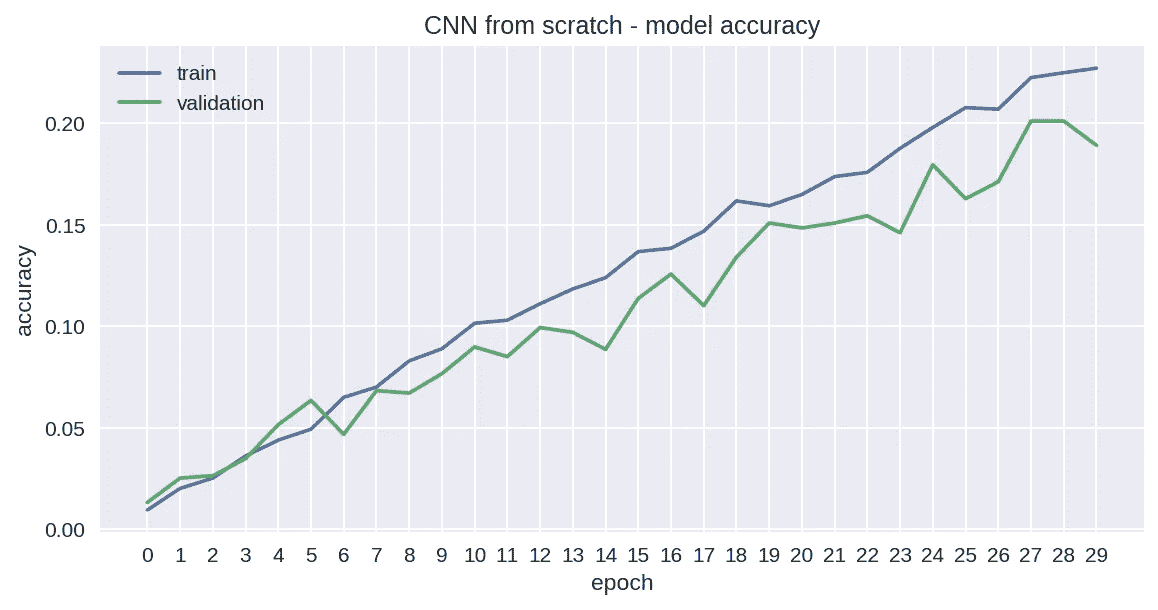 CNN from scratch - model accuracy
train
validation
accuracy
0.20
0.15
0.10
0.05
0.00
0 1 2 3 4 5 6 7 8 9 10 11 12 13 14 15 16 17 18 19 20 21 22 23 24 25 26 27 28 29
epoch